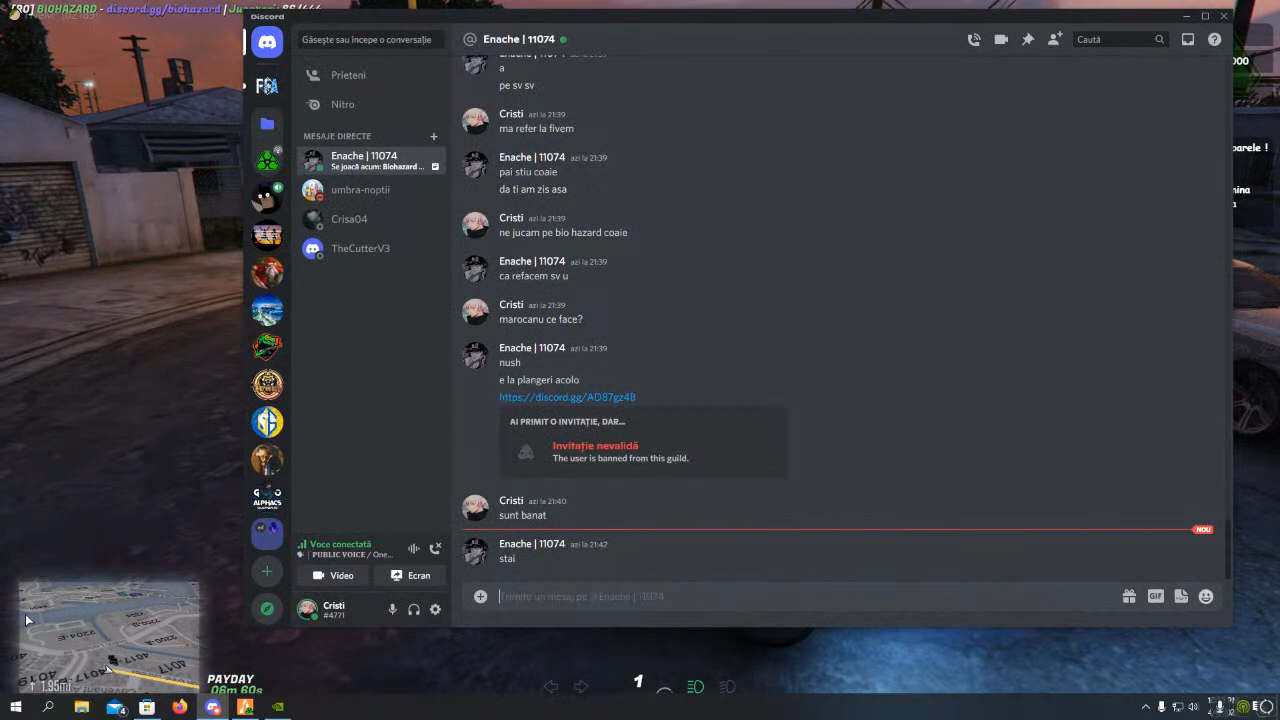 [RO] BIOHAZARD - discord.gg/biohazard |
Discord
Găsește sau începe o conversație
Prieteni
Nitro
MESAJE DIRECTE
Enache | 11074
Se joacă acum: Biohazard ...
umbra-noptii
Crisa04
TheCutterV3
Voce conectată
PUBLIC VOICE / One...
Video
Ecran
Cristi
#4771
Enache | 11074
Caută
a
pe sv sv
Cristi azi la 21:39
ma refer la fivem
Enache | 11074 azi la 21:39
pai stiu coaie
da ti am zis asa
Cristi azi la 21:39
ne jucam pe bio hazard coaie
Enache | 11074 azi la 21:39
ca refacem sv u
Cristi azi la 21:39
marocanu ce face?
Enache | 11074 azi la 21:39
nush
e la plangeri acolo
https://discord.gg/AD87gz4B
AI PRIMIT O INVITAȚIE, DAR...
Invitație nevalidă
The user is banned from this guild.
Cristi azi la 21:40
sunt banat
NOU
Enache | 11074 azi la 21:42
stai
Trimite un mesaj pe @Enache | 11074
GIF
000
parele !
PAYDAY
06m 60s
1.95mi
1